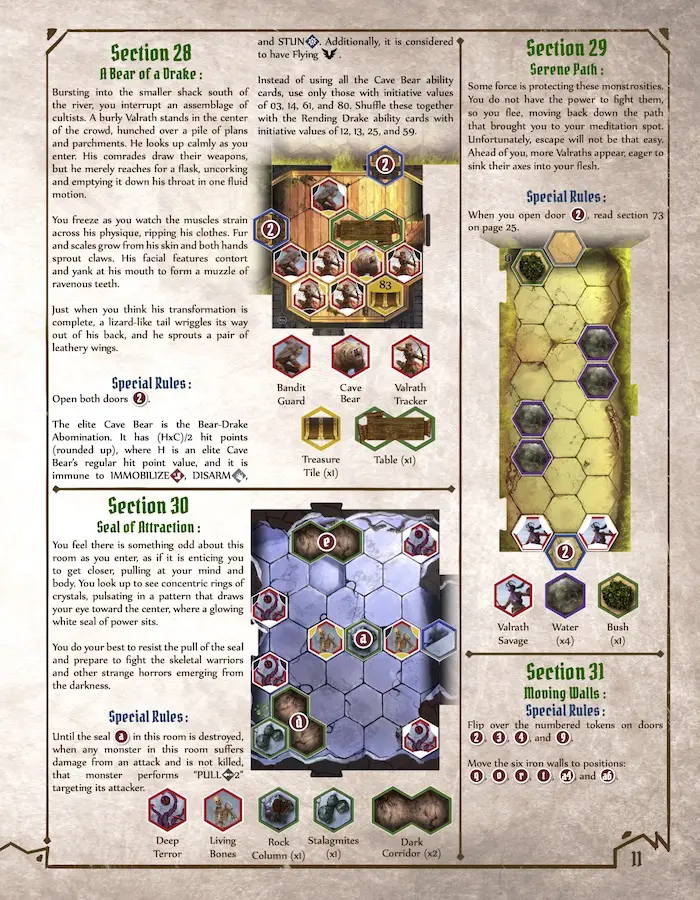 Section 28
A Bear of a Drake :
Bursting into the smaller shack south of
the river, you interrupt an assemblage of
cultists. A burly Valrath stands in the center
of the crowd, hunched over a pile of plans
and parchments. He looks up calmly as you
enter. His comrades draw their weapons,
but he merely reaches for a flask, uncorking
and emptying it down his throat in one fluid
motion.
You freeze as you watch the muscles strain
across his physique, ripping his clothes. Fur
and scales grow from his skin and both hands
sprout claws. His facial features contort
and yank at his mouth to form a muzzle of
ravenous teeth.
Just when you think his transformation is
complete, a lizard-like tail wriggles its way
out of his back, and he sprouts a pair of
leathery wings.
Special Rules :
Open both doors 2.
The elite Cave Bear is the Bear-Drake
Abomination. It has (HxC)/2 hit points
(rounded up), where H is an elite Cave
Bear's regular hit point value, and it is
immune to IMMOBILIZE, DISARM,
and STUN. Additionally, it is considered
to have Flying.
Instead of using all the Cave Bear ability
cards, use only those with initiative values
of 03, 14, 61, and 80. Shuffle these together
with the Rending Drake ability cards with
initiative values of 12, 13, 25, and 59.
2
2
83
Bandit
Guard
Cave
Bear
Valrath
Tracker
Treasure
Tile (x1)
Table (x1)
Section 29
Serene Path :
Some force is protecting these monstrosities.
You do not have the power to fight them,
so you flee, moving back down the path
that brought you to your meditation spot.
Unfortunately, escape will not be that easy.
Ahead of you, more Valraths appear, eager to
sink their axes into your flesh.
Special Rules :
When you open door 2, read section 73
on page 25.
2
Valrath
Savage
Water
(x4)
Bush
(x1)
Section 30
Seal of Attraction :
You feel there is something odd about this
room as you enter, as if it is enticing you
to get closer, pulling at your mind and
body. You look up to see concentric rings of
crystals, pulsating in a pattern that draws
your eye toward the center, where a glowing
white seal of power sits.
You do your best to resist the pull of the seal
and prepare to fight the skeletal warriors
and other strange horrors emerging from
the darkness.
Special Rules :
Until the seal a in this room is destroyed,
when any monster in this room suffers
damage from an attack and is not killed,
that monster performs "PULL 2"
targeting its attacker.
e
a
d
Deep
Terror
Living
Bones
Rock
Column (x1)
Stalagmites
(x1)
Dark
Corridor (x2)
Section 31
Moving Walls :
Special Rules :
Flip over the numbered tokens on doors
2, 3, 4, and 9.
Move the six iron walls to positions:
11